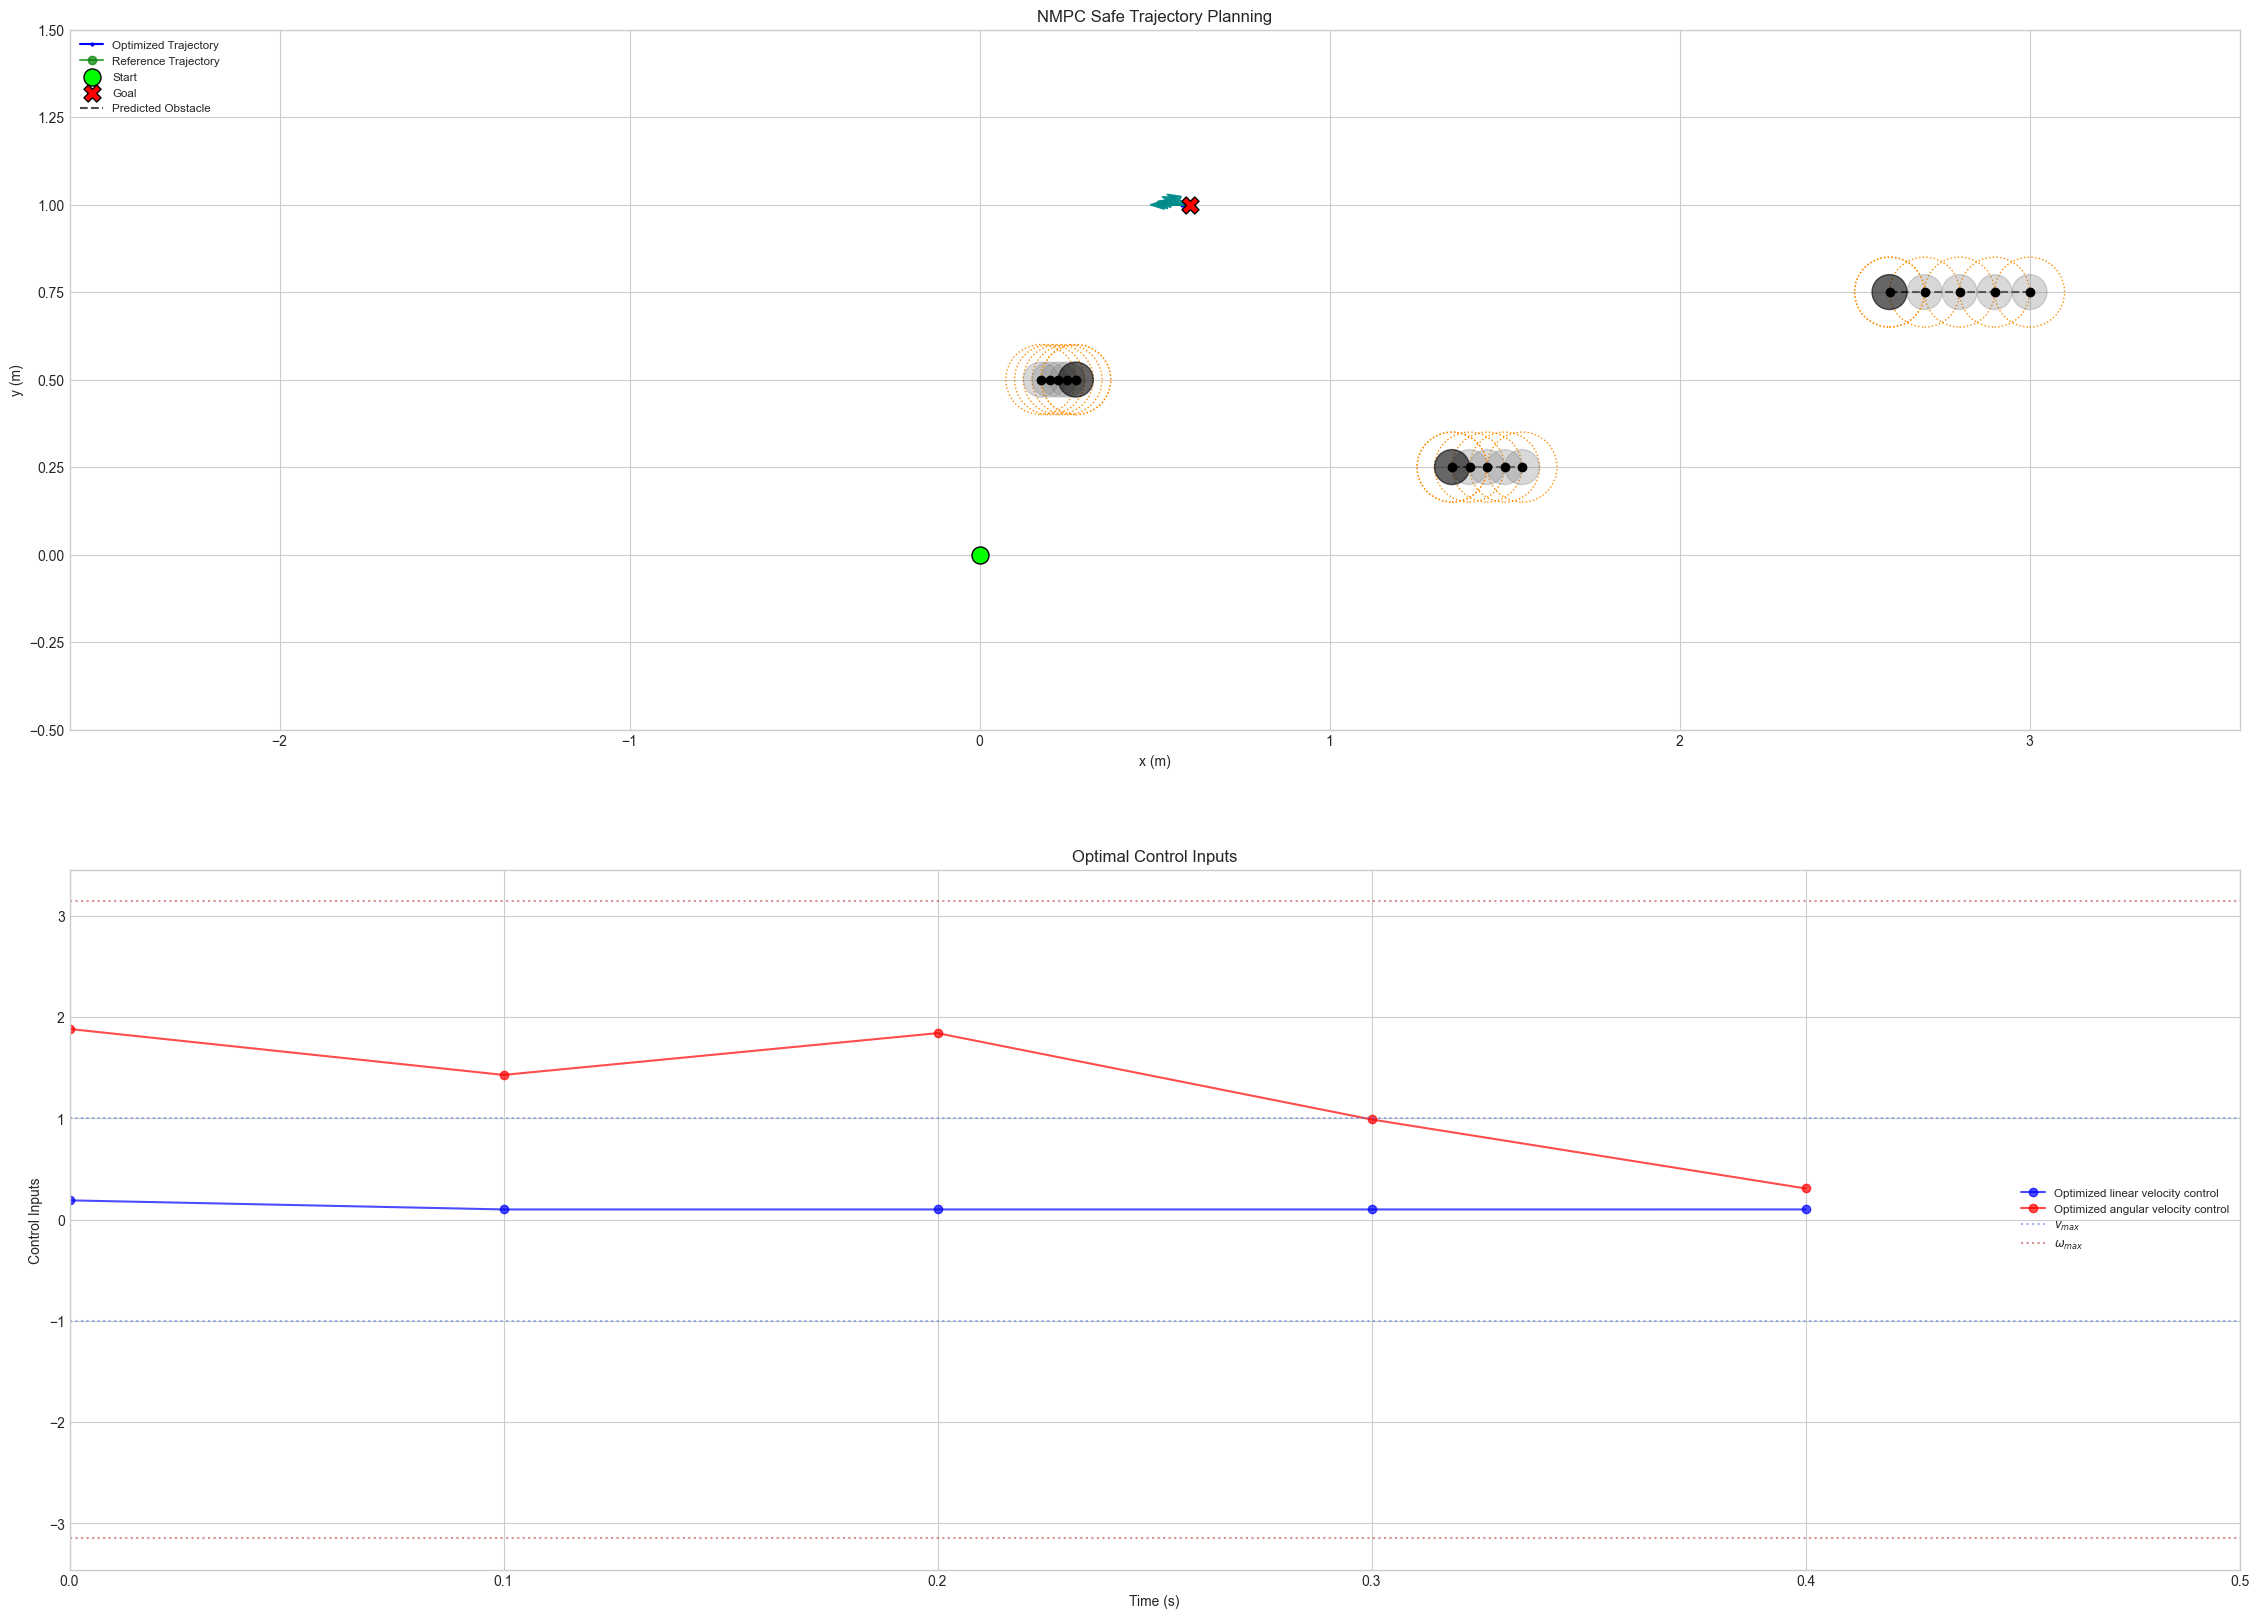 NMPC Safe Trajectory Planning
1.50
1.25
1.00
0.75
0.50
0.25
0.00
−0.25
−0.50
y (m)
Optimized Trajectory
Reference Trajectory
Start
Goal
Predicted Obstacle
−2
−1
0
1
2
3
x (m)
Optimal Control Inputs
3
2
1
0
−1
−2
−3
Control Inputs
Optimized linear velocity control
Optimized angular velocity control
v_max
ω_max
0.0
0.1
0.2
0.3
0.4
0.5
Time (s)